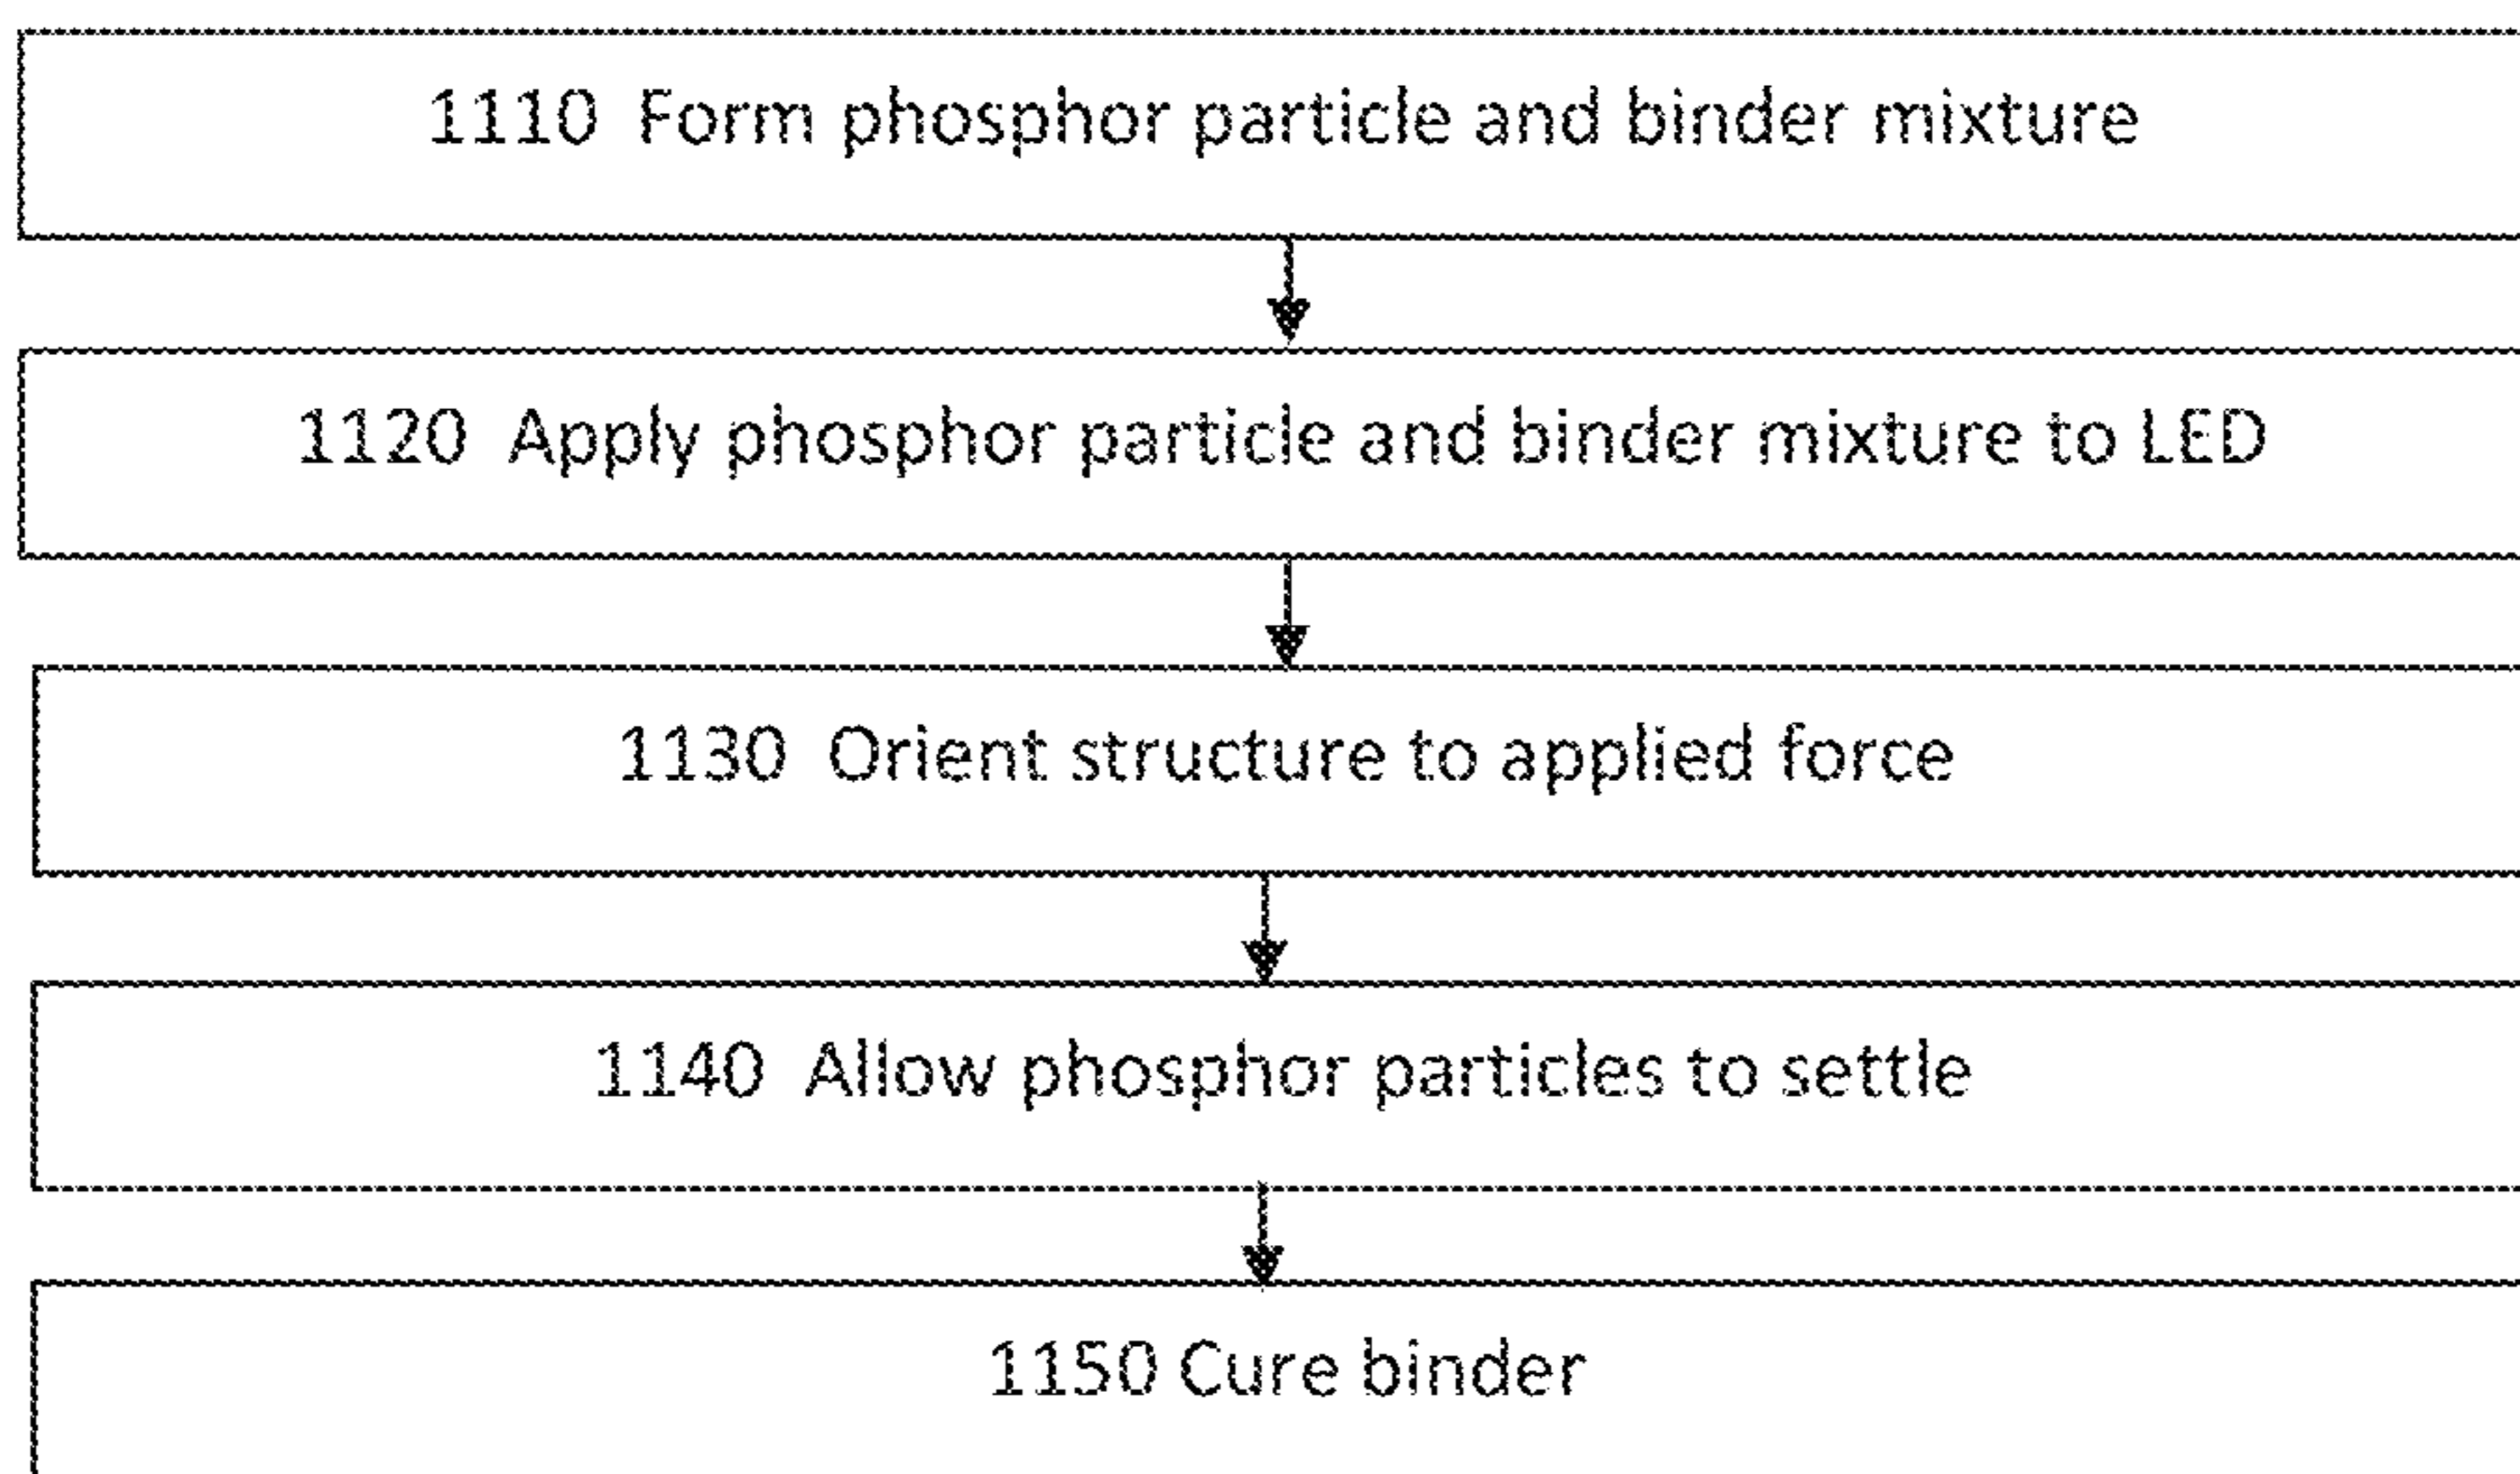 1110 Form phosphor particle and binder mixture
1120 Apply phosphor particle and binder mixture to LED
1130 Orient structure to applied force
1140 Allow phosphor particles to settle
1150 Cure binder